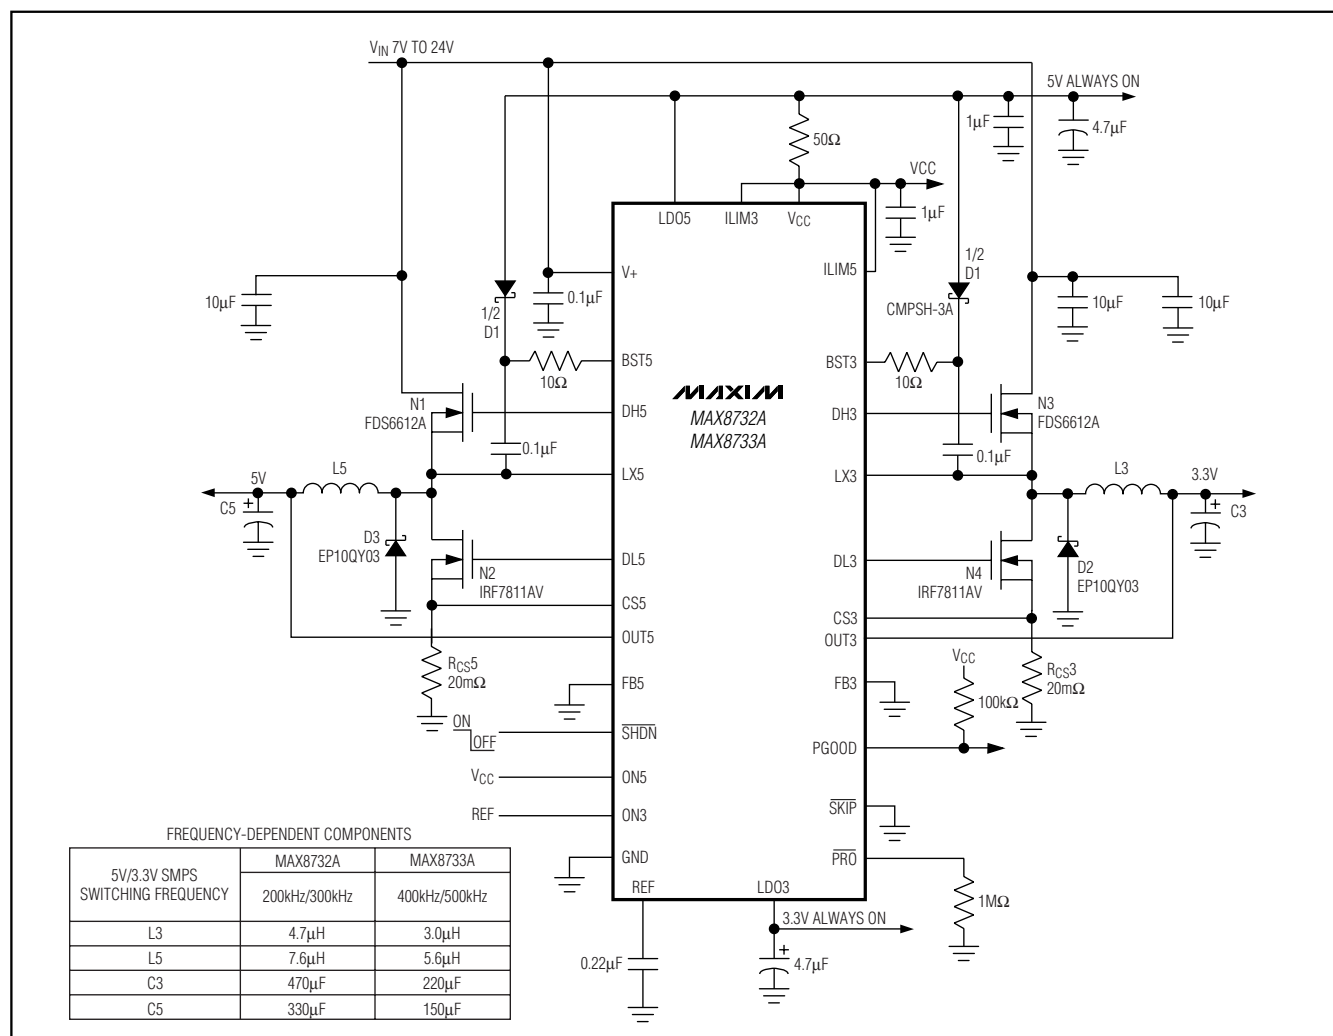 VIN 7V TO 24V
5V ALWAYS ON
1μF
4.7μF
50Ω
VCC
1μF
LDO5
ILIM3
VCC
V+
ILIM5
10μF
0.1μF
1/2
D1
1/2
D1
CMPSH-3A
10μF
10μF
BST5
10Ω
BST3
10Ω
MAXIM
MAX8732A
MAX8733A
N1
FDS6612A
DH5
DH3
N3
FDS6612A
0.1μF
0.1μF
LX5
LX3
5V
L5
C5
+
L3
3.3V
+
C3
D3
EP10QY03
N2
IRF7811AV
DL5
DL3
N4
IRF7811AV
D2
EP10QY03
CS5
CS3
OUT5
OUT3
RCS5
20mΩ
RCS3
20mΩ
FB5
FB3
VCC
100kΩ
ON
OFF
SHDN
PGOOD
VCC
ON5
REF
ON3
SKIP
GND
PRO
1MΩ
REF
LDO3
3.3V ALWAYS ON
0.22μF
+
4.7μF
FREQUENCY-DEPENDENT COMPONENTS
5V/3.3V SMPS
SWITCHING FREQUENCY
MAX8732A
MAX8733A
200kHz/300kHz
400kHz/500kHz
L3 4.7μH 3.0μH
L5 7.6μH 5.6μH
C3 470μF 220μF
C5 330μF 150μF